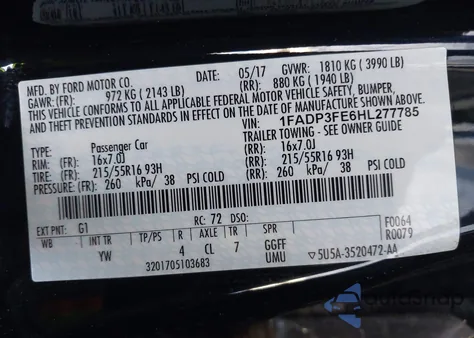 MFD. BY FORD MOTOR CO. DATE: 05/17 GVWR: 1810 KG ( 3990 LB)
GAWR: (FR): 972 KG ( 2143 LB) (RR): 880 KG ( 1940 LB)
THIS VEHICLE CONFORMS TO ALL APPLICABLE FEDERAL MOTOR VEHICLE SAFETY, BUMPER,
AND THEFT PREVENTION STANDARDS IN EFFECT ON THE DATE OF MANUFACTURE SHOWN ABOVE.
VIN: 1FADP3FE6HL277785
TYPE: Passenger Car TRAILER TOWING - SEE OWNER GUIDE
RIM: (FR): 16x7.0J (RR): 16x7.0J
TIRE: (FR): 215/55R16 93H (RR): 215/55R16 93H
PRESSURE: (FR): 260 kPa/ 38 PSI COLD (RR): 260 kPa/ 38 PSI COLD
EXT PNT: G1 RC: 72 DSO: F0064
WB INT TR TP/PS R AXLE TR SPR R0079
YW 4 CL 7 GGFF
UMU
3201705103683 5U5A-3520472-AA
AutoSnap